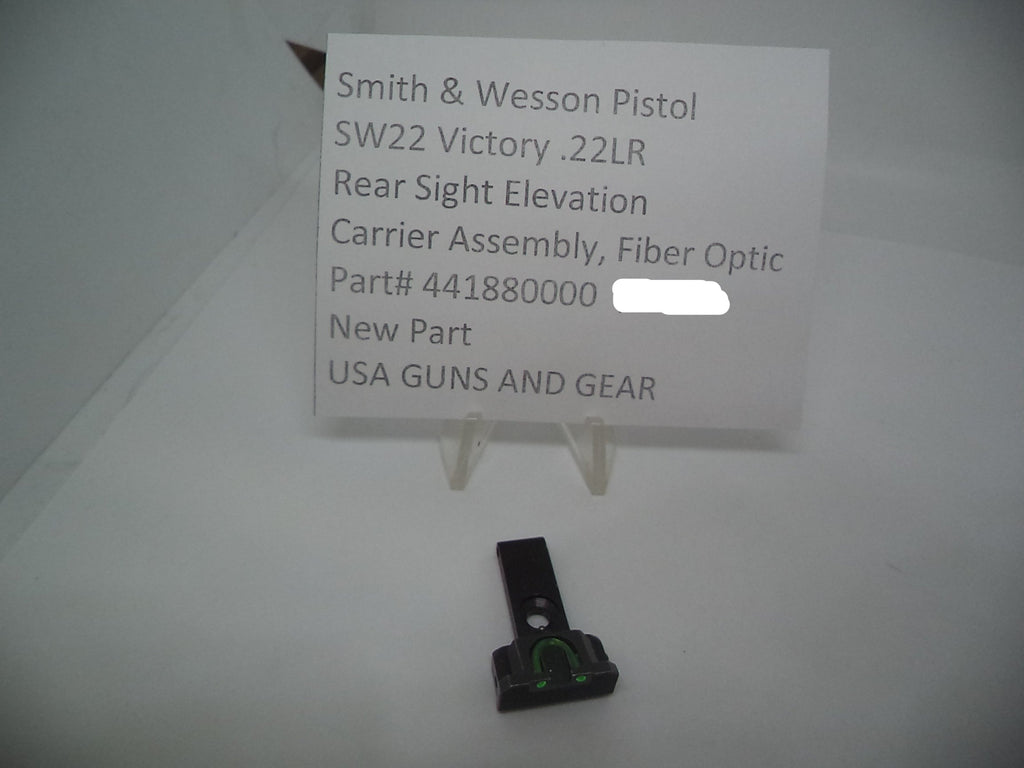 Smith & Wesson Pistol
SW22 Victory .22LR
Rear Sight Elevation
Carrier Assembly, Fiber Optic
Part# 441880000
New Part
USA GUNS AND GEAR